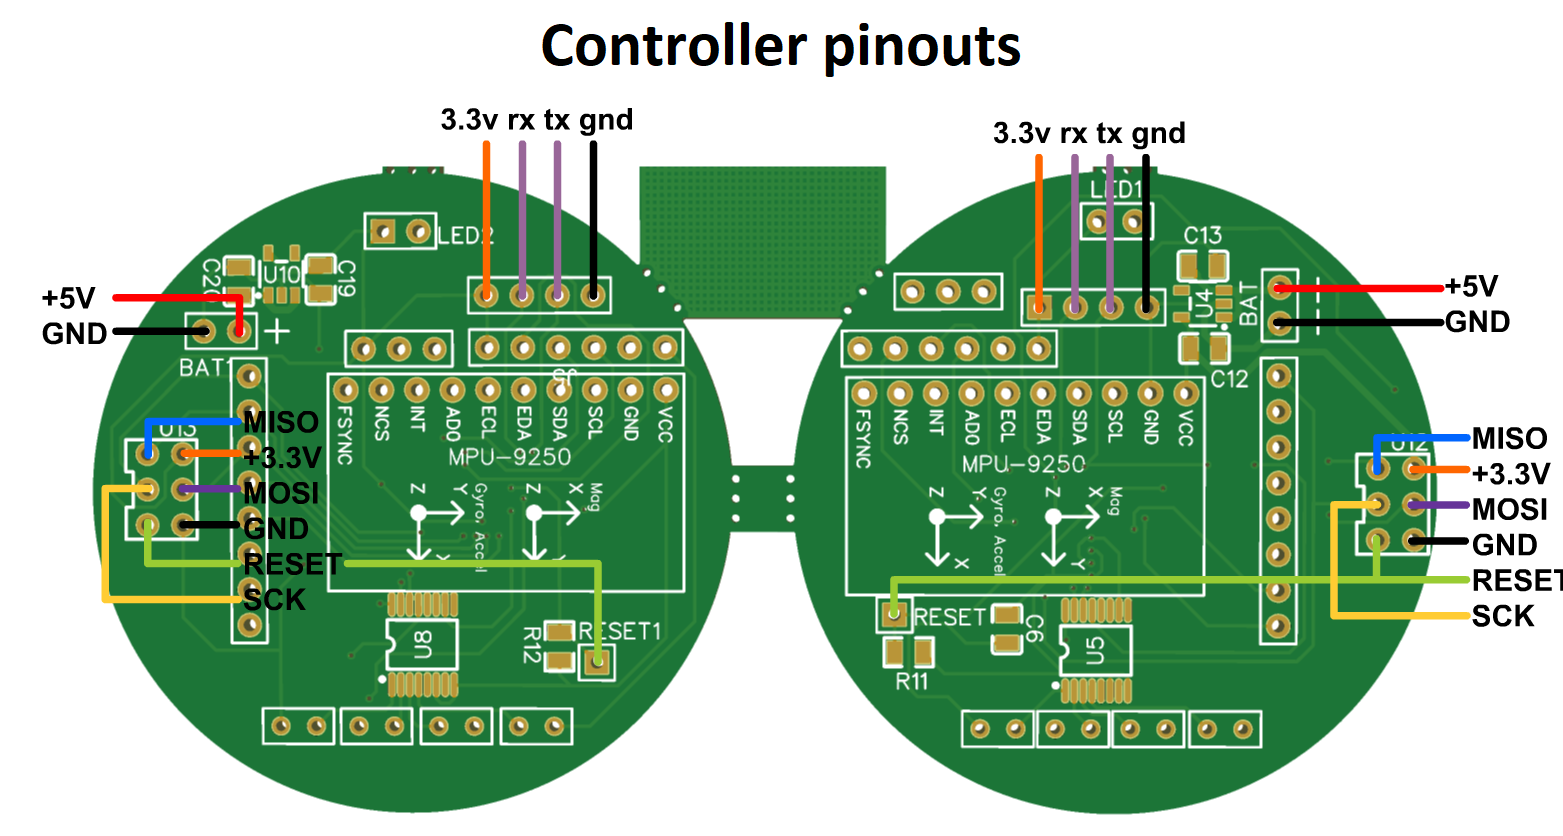 Controller pinouts
3.3v rx tx gnd
3.3v rx tx gnd
LED2
LED1
C20
U10
C19
C13
U4
BAT
C12
+5V
GND
+
BAT1
+5V
GND
J5
FSYNC
NCS
INT
AD0
ECL
EDA
SDA
SCL
GND
VCC
MPU-9250
FSYNC
NCS
INT
AD0
ECL
EDA
SDA
SCL
GND
VCC
MPU-9250
U13
MISO
+3.3V
MOSI
GND
RESET
SCK
Z
Y
X
Gyro, Accel
Z
X
Y
Mag
Z
Y
X
Gyro, Accel
Z
X
Y
Mag
U12
MISO
+3.3V
MOSI
GND
RESET
SCK
U8
R12
RESET1
RESET
R11
C6
U5